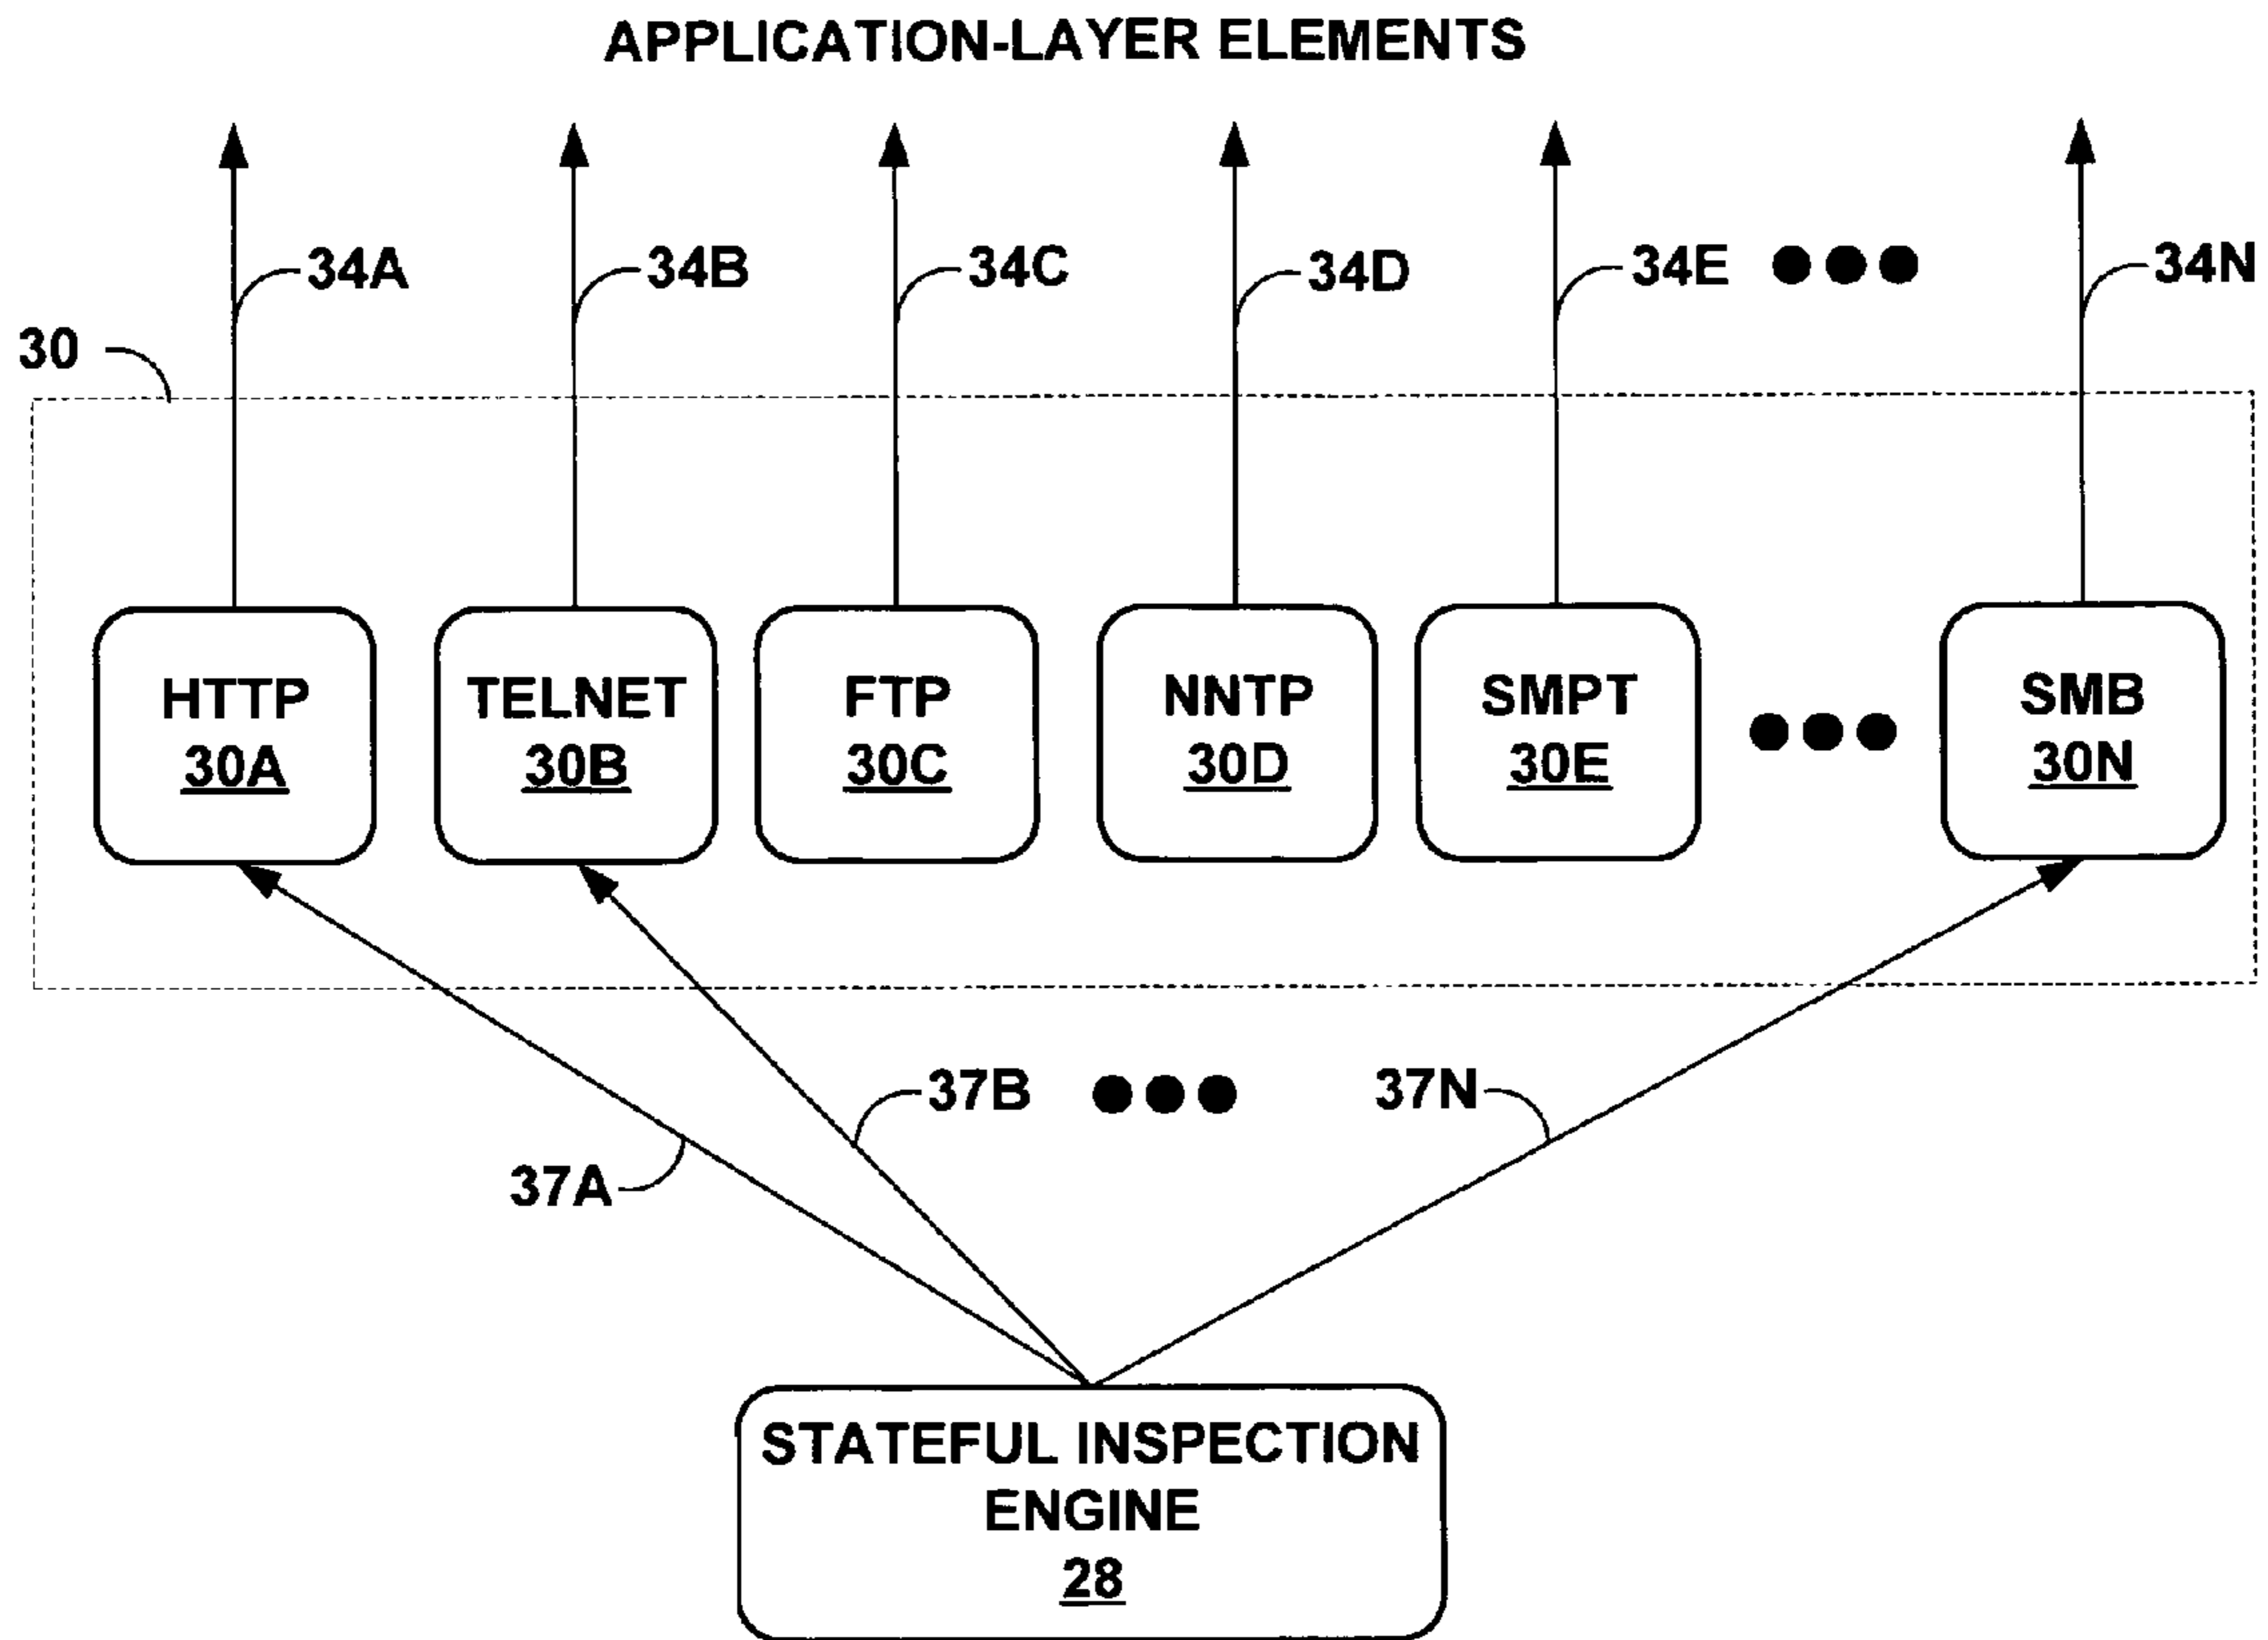 APPLICATION-LAYER ELEMENTS
34A
34B
34C
34D
34E
34N
30
HTTP
30A
TELNET
30B
FTP
30C
NNTP
30D
SMPT
30E
SMB
30N
37B
37N
37A
STATEFUL INSPECTION
ENGINE
28